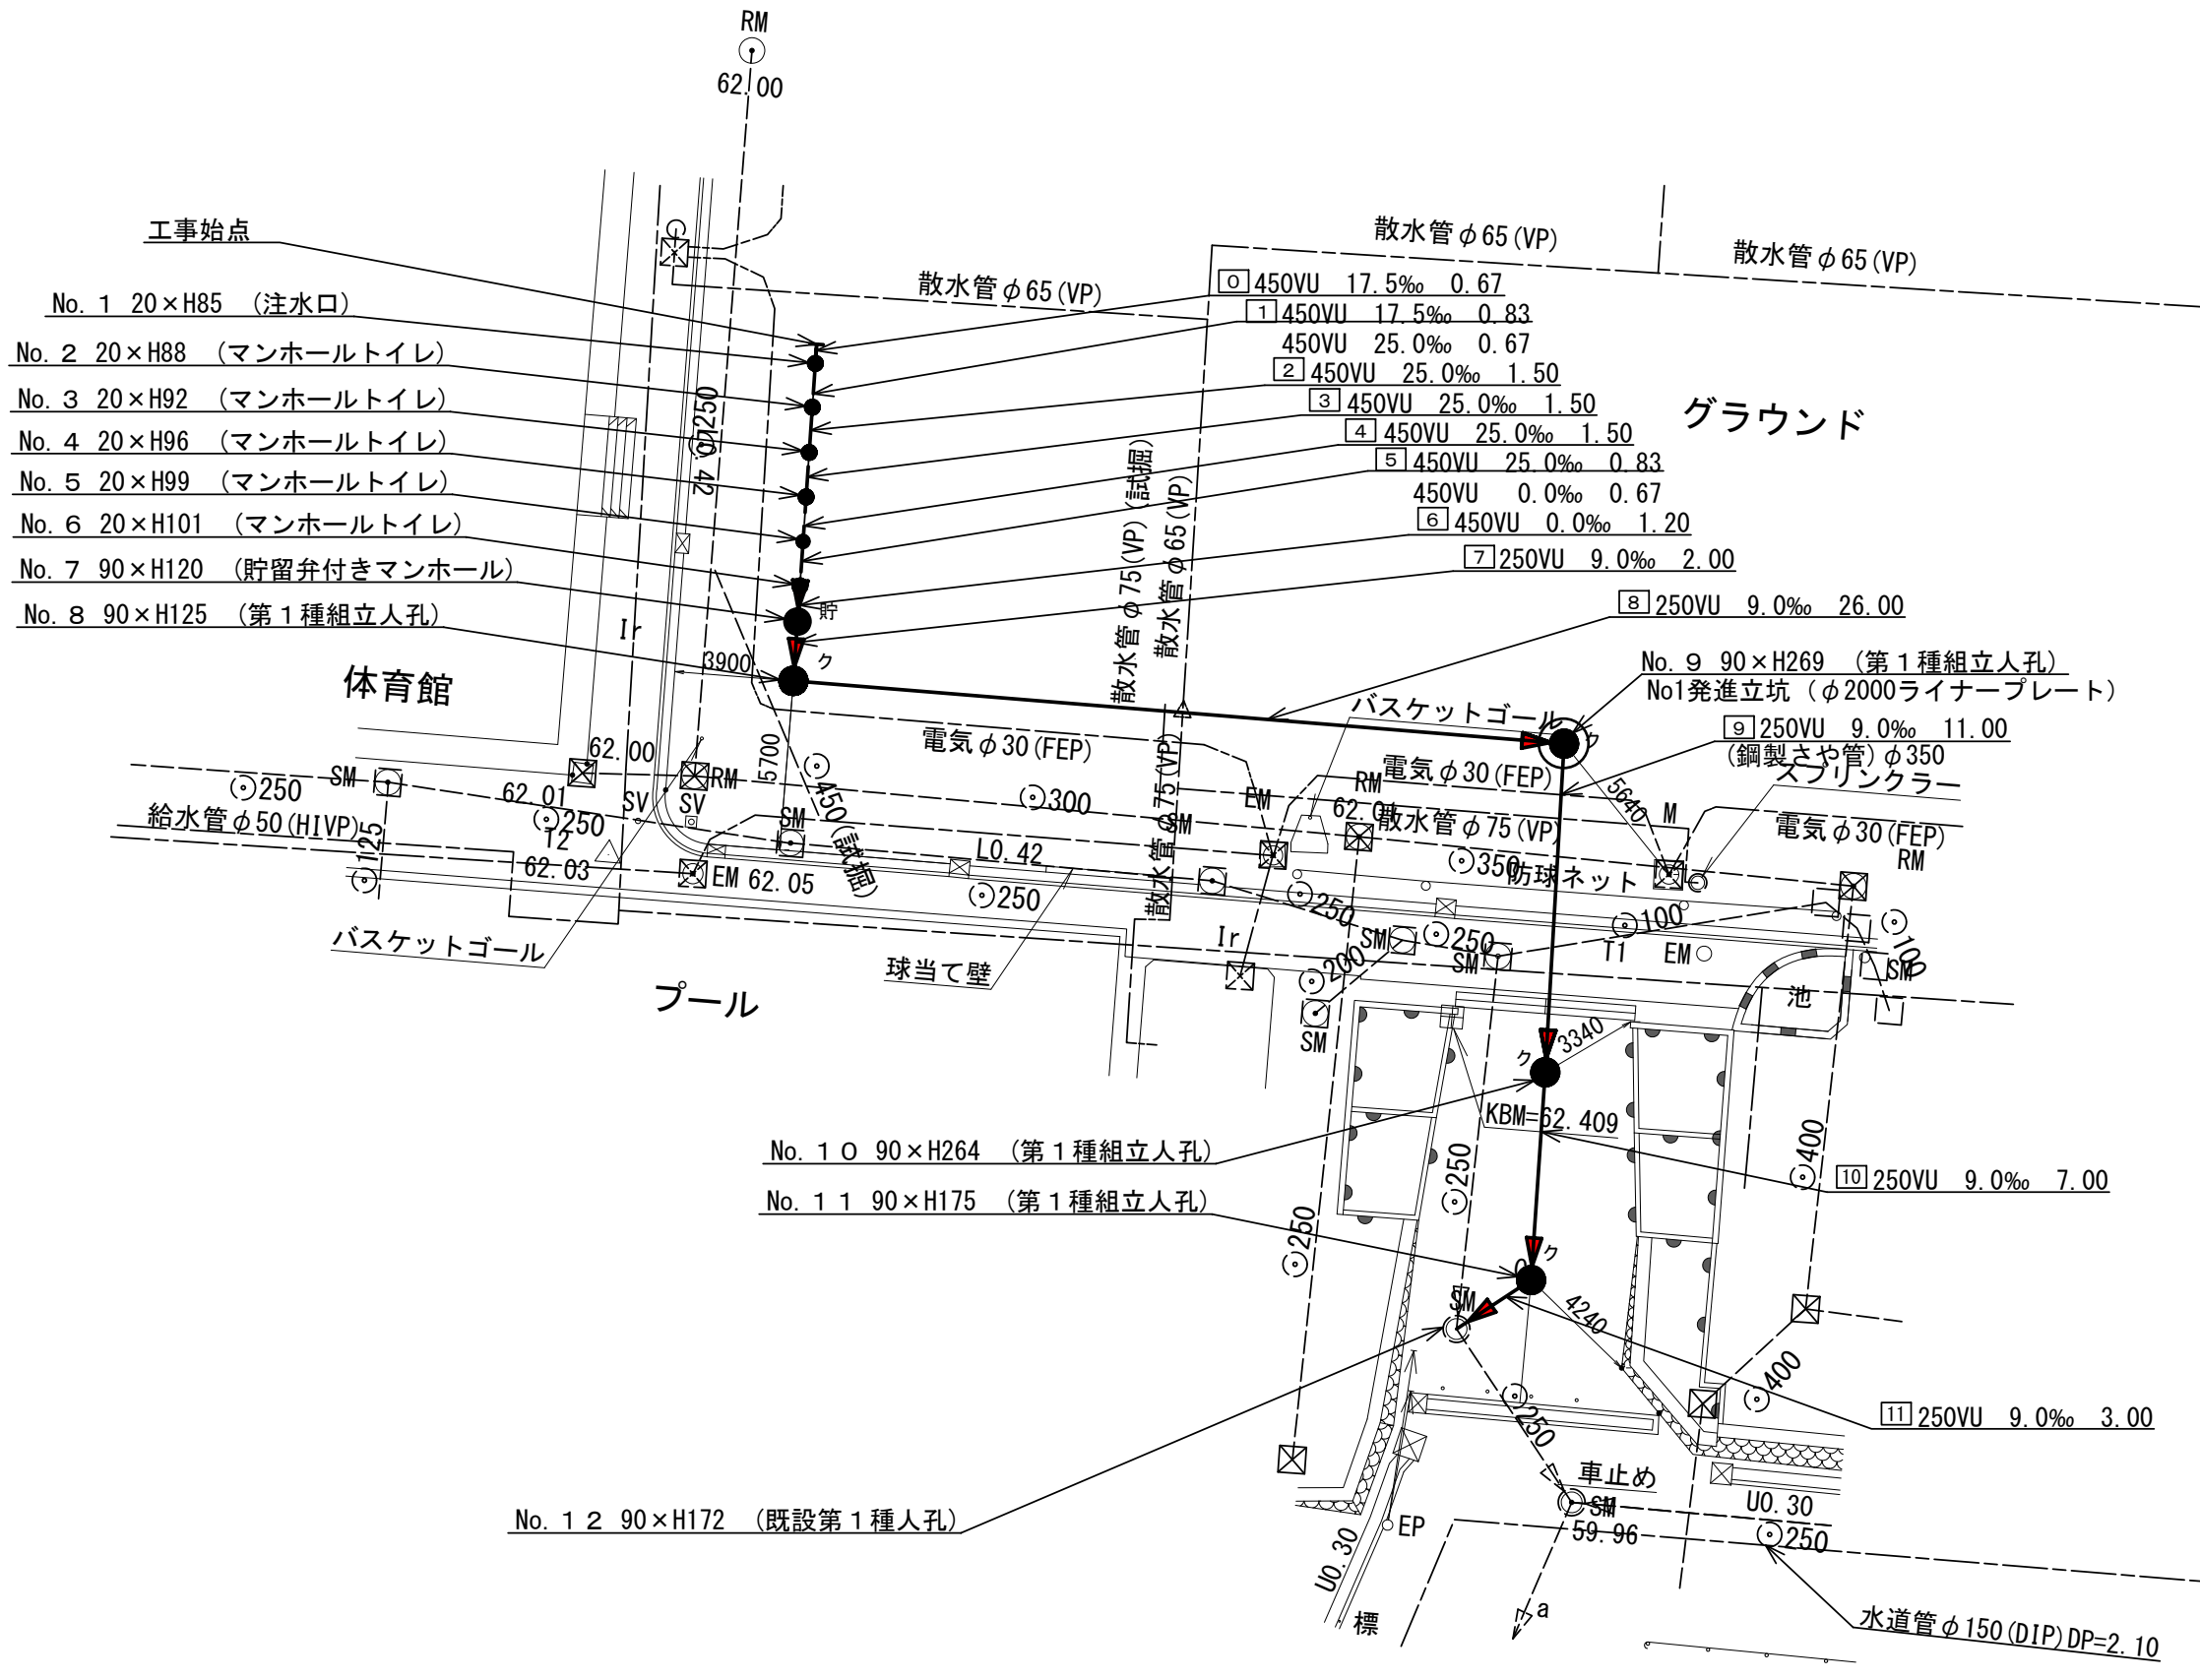 RM
62.00
工事始点
No.１ 20×H85 （注水口）
No.２ 20×H88 （マンホールトイレ）
No.３ 20×H92 （マンホールトイレ）
No.４ 20×H96 （マンホールトイレ）
No.５ 20×H99 （マンホールトイレ）
No.６ 20×H101 （マンホールトイレ）
No.７ 90×H120 （貯留弁付きマンホール）
No.８ 90×H125 （第１種組立人孔）
散水管φ65(VP)
散水管φ65(VP)
散水管φ65(VP)
0 450VU 17.5‰ 0.67
1 450VU 17.5‰ 0.83
450VU 25.0‰ 0.67
2 450VU 25.0‰ 1.50
3 450VU 25.0‰ 1.50
4 450VU 25.0‰ 1.50
5 450VU 25.0‰ 0.83
450VU 0.0‰ 0.67
6 450VU 0.0‰ 1.20
7 250VU 9.0‰ 2.00
8 250VU 9.0‰ 26.00
グラウンド
No.９ 90×H269 （第１種組立人孔）
No1発進立坑（φ2000ライナープレート）
9 250VU 9.0‰ 11.00
(鋼製さや管)φ350
スプリンクラー
250
L0.42
散水管φ75(VP)(試掘)
散水管φ65(VP)
貯
ク
Ir
3900
体育館
バスケットゴール
ク
電気φ30(FEP)
5700
450(試掘)
62.00
RM
SM
250
62.01
250
SV
SV
SM
給水管φ50(HIVP)
T2
62.03
125
EM 62.05
300
L0.42
250
EM
SM
散水管φ75(VP)
RM
電気φ30(FEP)
5640
M
電気φ30(FEP)
RM
散水管φ75(VP)
350
防球ネット
250
250
100
100
T1
EM
SM
池
SM
SM
200
SM
Ir
バスケットゴール
球当て壁
プール
ク
3340
KBM=62.409
No.１０ 90×H264 （第１種組立人孔）
No.１１ 90×H175 （第１種組立人孔）
10 250VU 9.0‰ 7.00
250
250
400
ク
SM
4240
400
11 250VU 9.0‰ 3.00
250
No.１２ 90×H172 （既設第１種人孔）
車止め
SM
59.96
U0.30
250
EP
U0.30
標
a
水道管φ150(DIP)DP=2.10